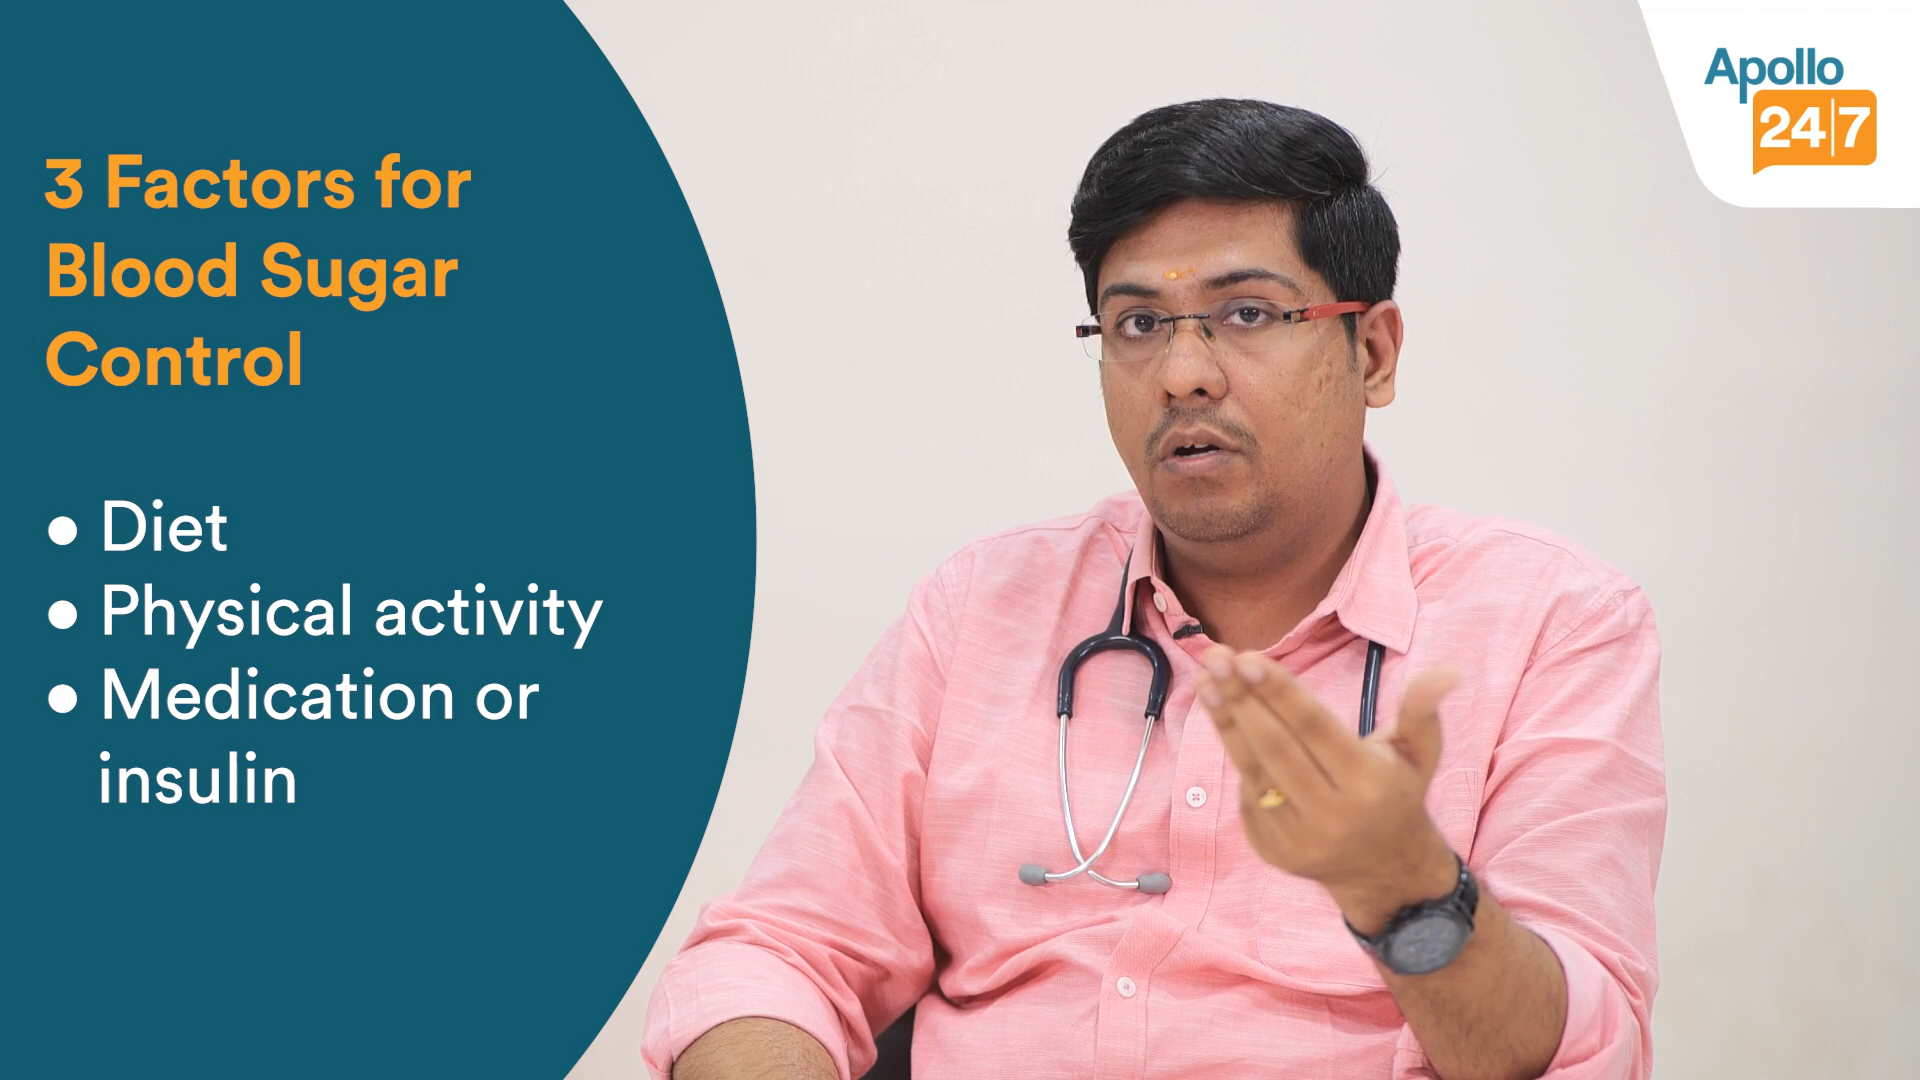 3 Factors for
Blood Sugar
Control
• Diet
• Physical activity
• Medication or
insulin
Apollo
24|7